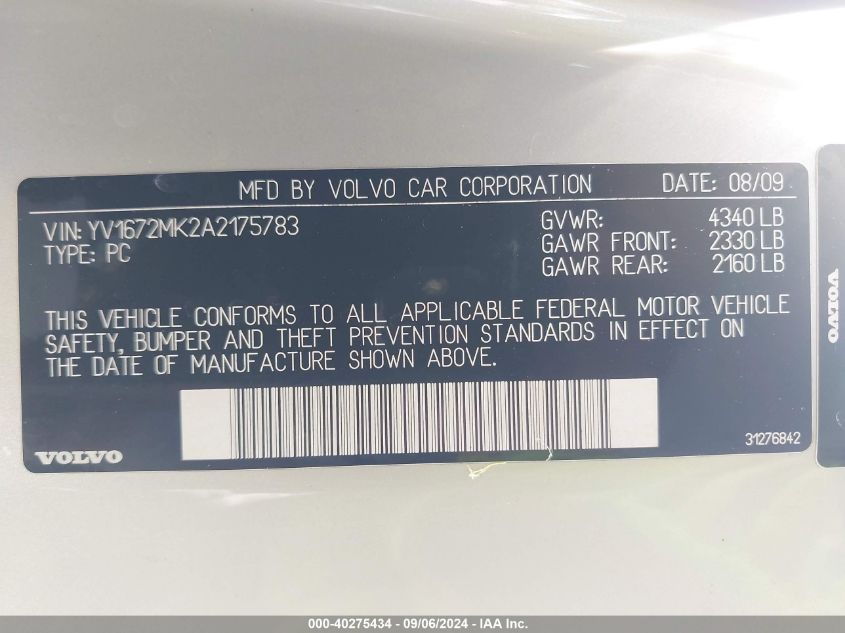 MFD BY VOLVO CAR CORPORATION DATE: 08/09
VIN: YV1672MK2A2175783
TYPE: PC
GVWR: 4340 LB
GAWR FRONT: 2330 LB
GAWR REAR: 2160 LB
THIS VEHICLE CONFORMS TO ALL APPLICABLE FEDERAL MOTOR VEHICLE
SAFETY, BUMPER AND THEFT PREVENTION STANDARDS IN EFFECT ON
THE DATE OF MANUFACTURE SHOWN ABOVE.
31276842
VOLVO
VOLVO
000-40275434 - 09/06/2024 - IAA Inc.